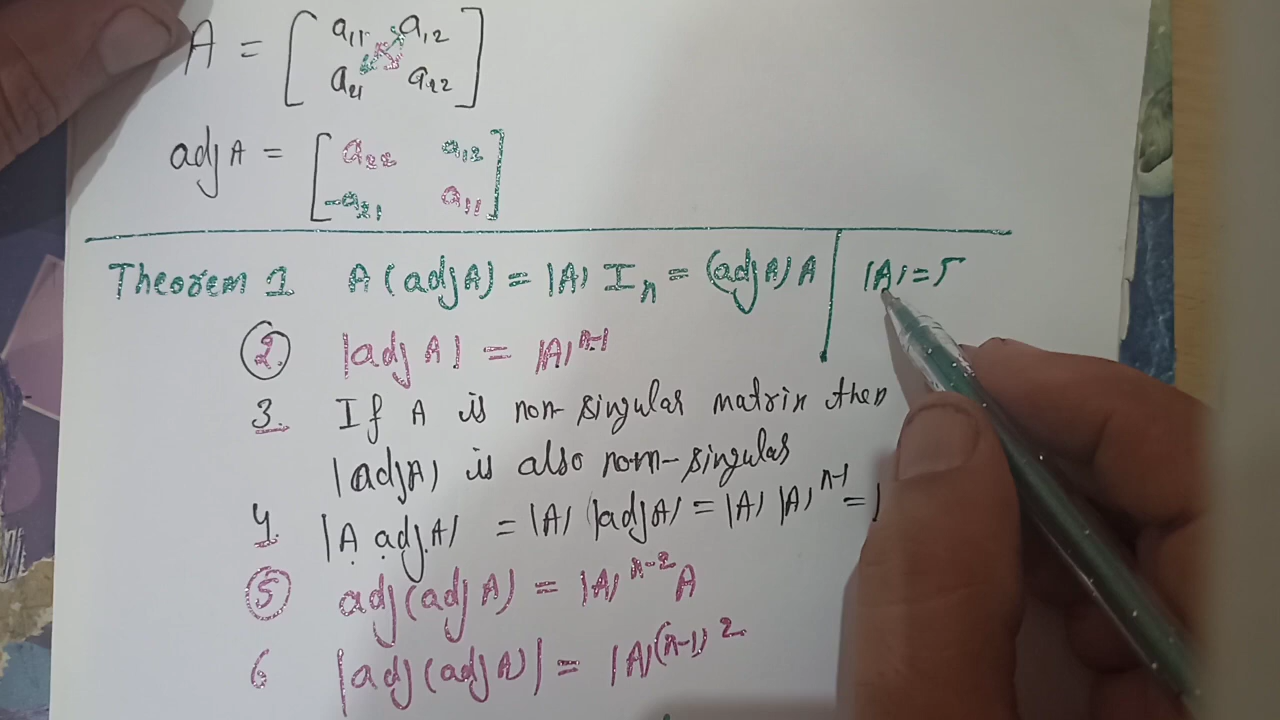 A = [ a₁₁ a₁₂
a₂₁ a₂₂ ]
adj A = [ a₂₂ a₁₂
-a₂₁ a₁₁ ]
Theorem 1 A (adj A) = |A| Iₙ = (adj A) A |A| = 5
② |adj A| = |A|ⁿ⁻¹
3. If A is non-singular matrix then
|adj A| is also non-singular
4. |A adj. A| = |A| |adj A| = |A| |A|ⁿ⁻¹ =
⑤ adj (adj A) = |A|ⁿ⁻² A
6 |adj (adj A)| = |A|⁽ⁿ⁻¹⁾ ²